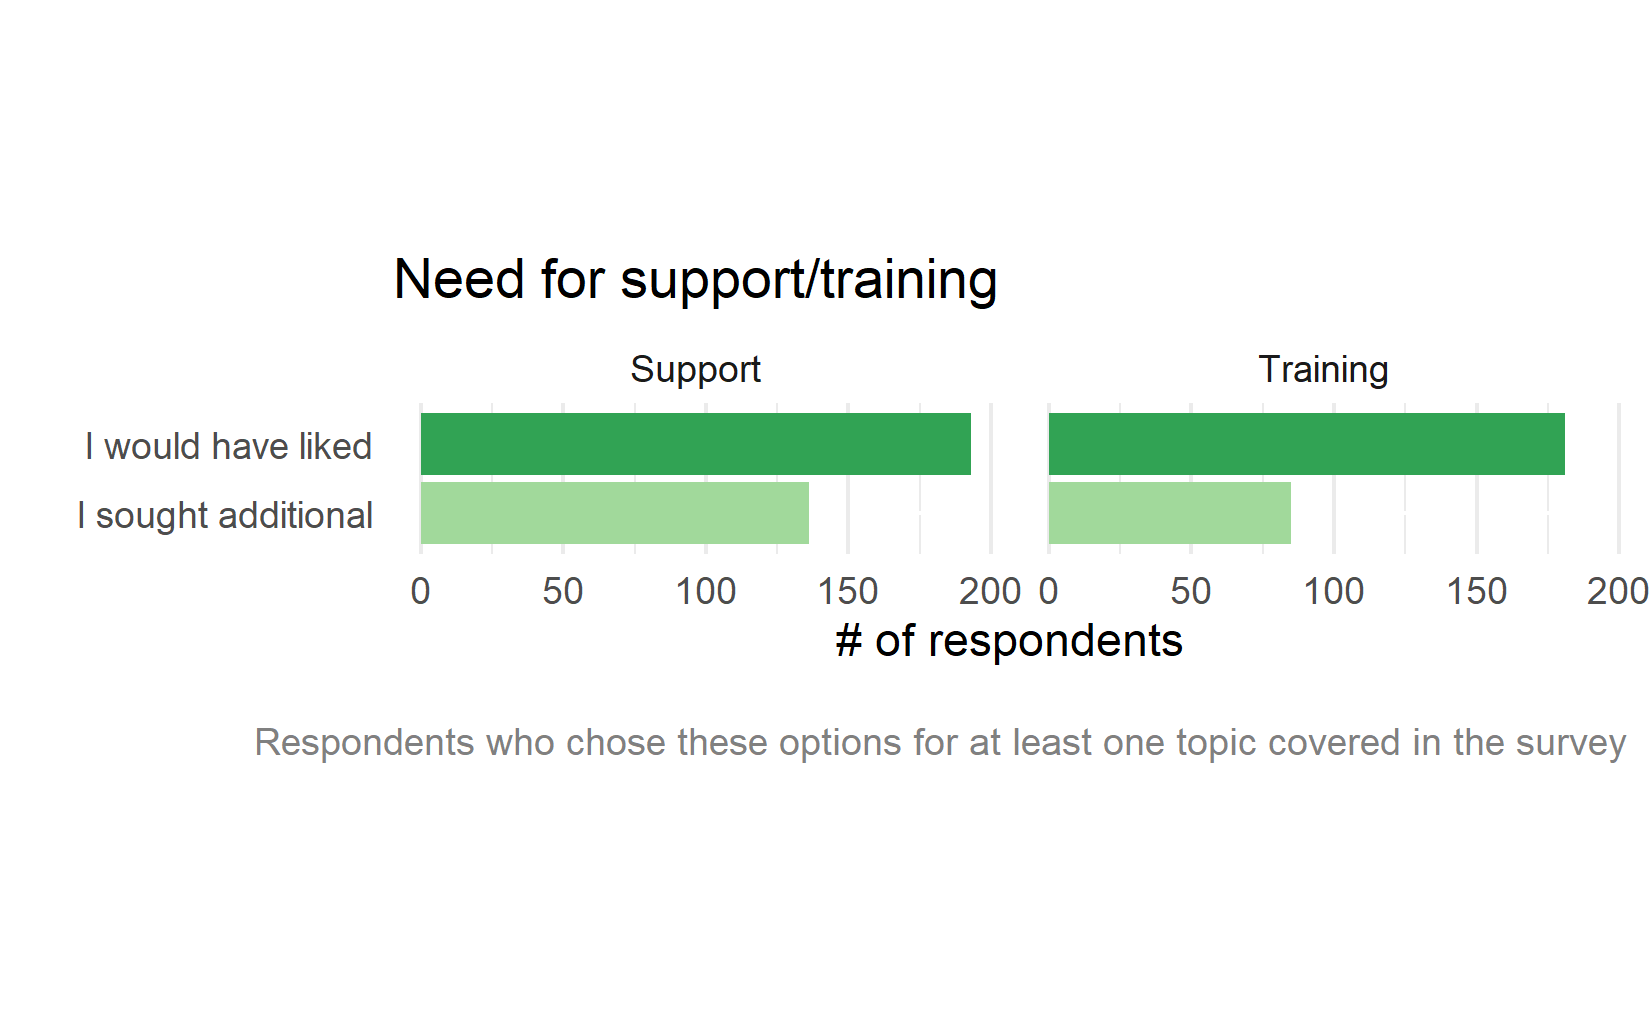 Need for support/training
Support Training
I would have liked
I sought additional
0 50 100 150 200 0 50 100 150 200
# of respondents
Respondents who chose these options for at least one topic covered in the survey